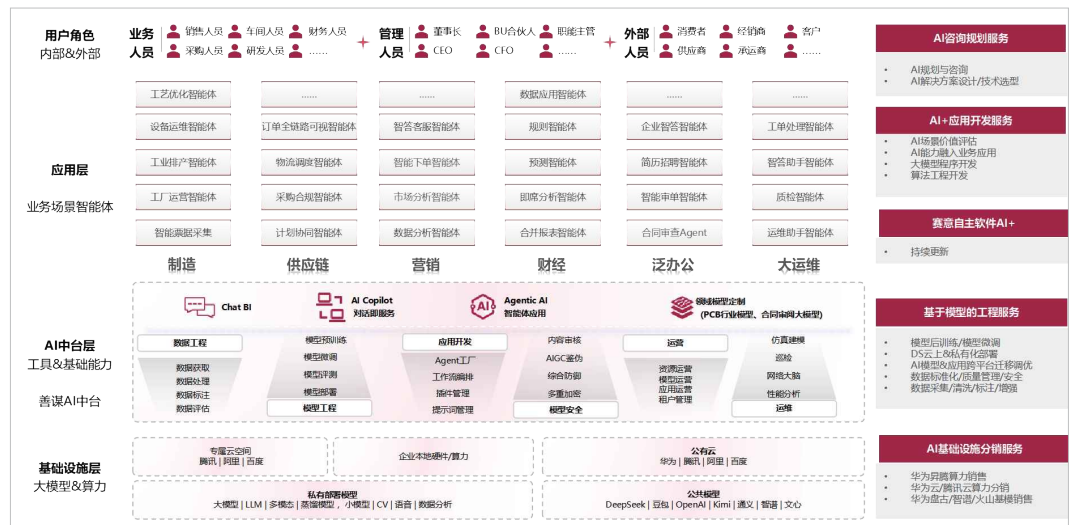 用户角色
内部&外部
业务
人员
销售人员
车间人员
财务人员
采购人员
研发人员
......
管理
人员
董事长
BU合伙人
职能主管
CEO
CFO
......
外部
人员
消费者
经销商
客户
供应商
承运商
......
应用层
业务场景智能体
工艺优化智能体
......
......
数据应用智能体
......
......
设备运维智能体
订单全链路可视智能体
智答客服智能体
规则智能体
企业智答智能体
工单处理智能体
工业排产智能体
物流调度智能体
智能下单智能体
预测智能体
简历招聘智能体
智答助手智能体
工厂运营智能体
采购合规智能体
市场分析智能体
即席分析智能体
智能审单智能体
质检智能体
智能票据采集
计划协同智能体
数据分析智能体
合并报表智能体
合同审查Agent
运维助手智能体
制造
供应链
营销
财经
泛办公
大运维
AI中台层
工具&基础能力
善谋AI中台
Chat BI
AI Copilot
对话即服务
AI
Agentic AI
智能体应用
领域模型定制
(PCB行业模型、合同审阅大模型)
数据工程
数据获取
数据处理
数据标注
数据评估
模型预训练
模型微调
模型评测
模型部署
模型工程
应用开发
Agent工厂
工作流编排
插件管理
提示词管理
内容审核
AIGC鉴伪
综合防御
多重加密
模型安全
运营
资源运营
模型运营
应用运营
租户管理
仿真建模
巡检
网络大脑
性能分析
运维
基础设施层
大模型&算力
专属云空间
腾讯 | 阿里 | 百度
企业本地硬件/算力
公有云
华为 | 腾讯 | 阿里 | 百度
私有部署模型
大模型 | LLM | 多模态 | 蒸馏模型 , 小模型 | CV | 语音 | 数据分析
公共模型
DeepSeek | 豆包 | OpenAI | Kimi | 通义 | 智谱 | 文心
AI咨询规划服务
• AI规划与咨询
• AI解决方案设计/技术选型
AI+应用开发服务
• AI场景价值评估
• AI能力融入业务应用
• 大模型程序开发
• 算法工程开发
赛意自主软件AI+
• 持续更新
基于模型的工程服务
• 模型后训练/模型微调
• DS云上&私有化部署
• AI模型&应用跨平台迁移调优
• 数据标准化/质量管理/安全
• 数据采集/清洗/标注/增强
AI基础设施分销服务
• 华为昇腾算力销售
• 华为云/腾讯云算力分销
• 华为盘古/智谱/火山基模销售